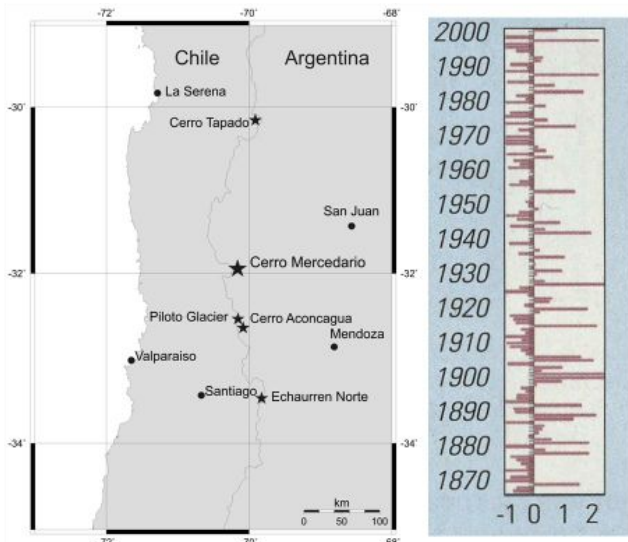 -72' -70' -68'
Chile Argentina
La Serena
-30' -30'
Cerro Tapado
San Juan
Cerro Mercedario
-32' -32'
Piloto Glacier Cerro Aconcagua
Mendoza
Valparaiso
Santiago Echaurren Norte
-34' -34'
km
0 50 100
-72' -70' -68'
2000
1990
1980
1970
1960
1950
1940
1930
1920
1910
1900
1890
1880
1870
-1 0 1 2